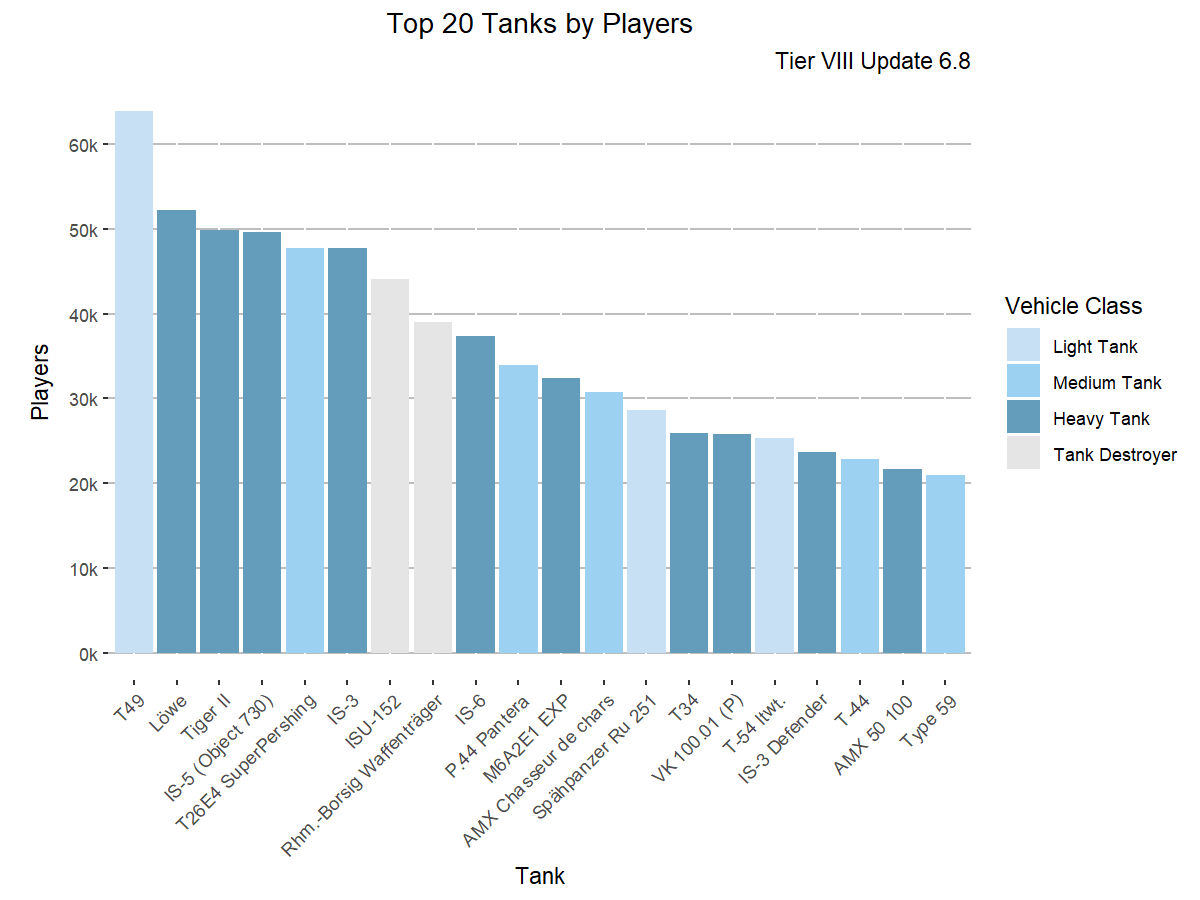 Top 20 Tanks by Players
Tier VIII Update 6.8
Players
60k
50k
40k
30k
20k
10k
0k
T49
Löwe
Tiger II
IS-5 (Object 730)
T26E4 SuperPershing
IS-3
ISU-152
Rhm.-Borsig Waffenträger
IS-6
P.44 Pantera
M6A2E1 EXP
AMX Chasseur de chars
Spähpanzer Ru 251
T34
VK 100.01 (P)
T-54 ltwt.
IS-3 Defender
T-44
AMX 50 100
Type 59
Tank
Vehicle Class
Light Tank
Medium Tank
Heavy Tank
Tank Destroyer